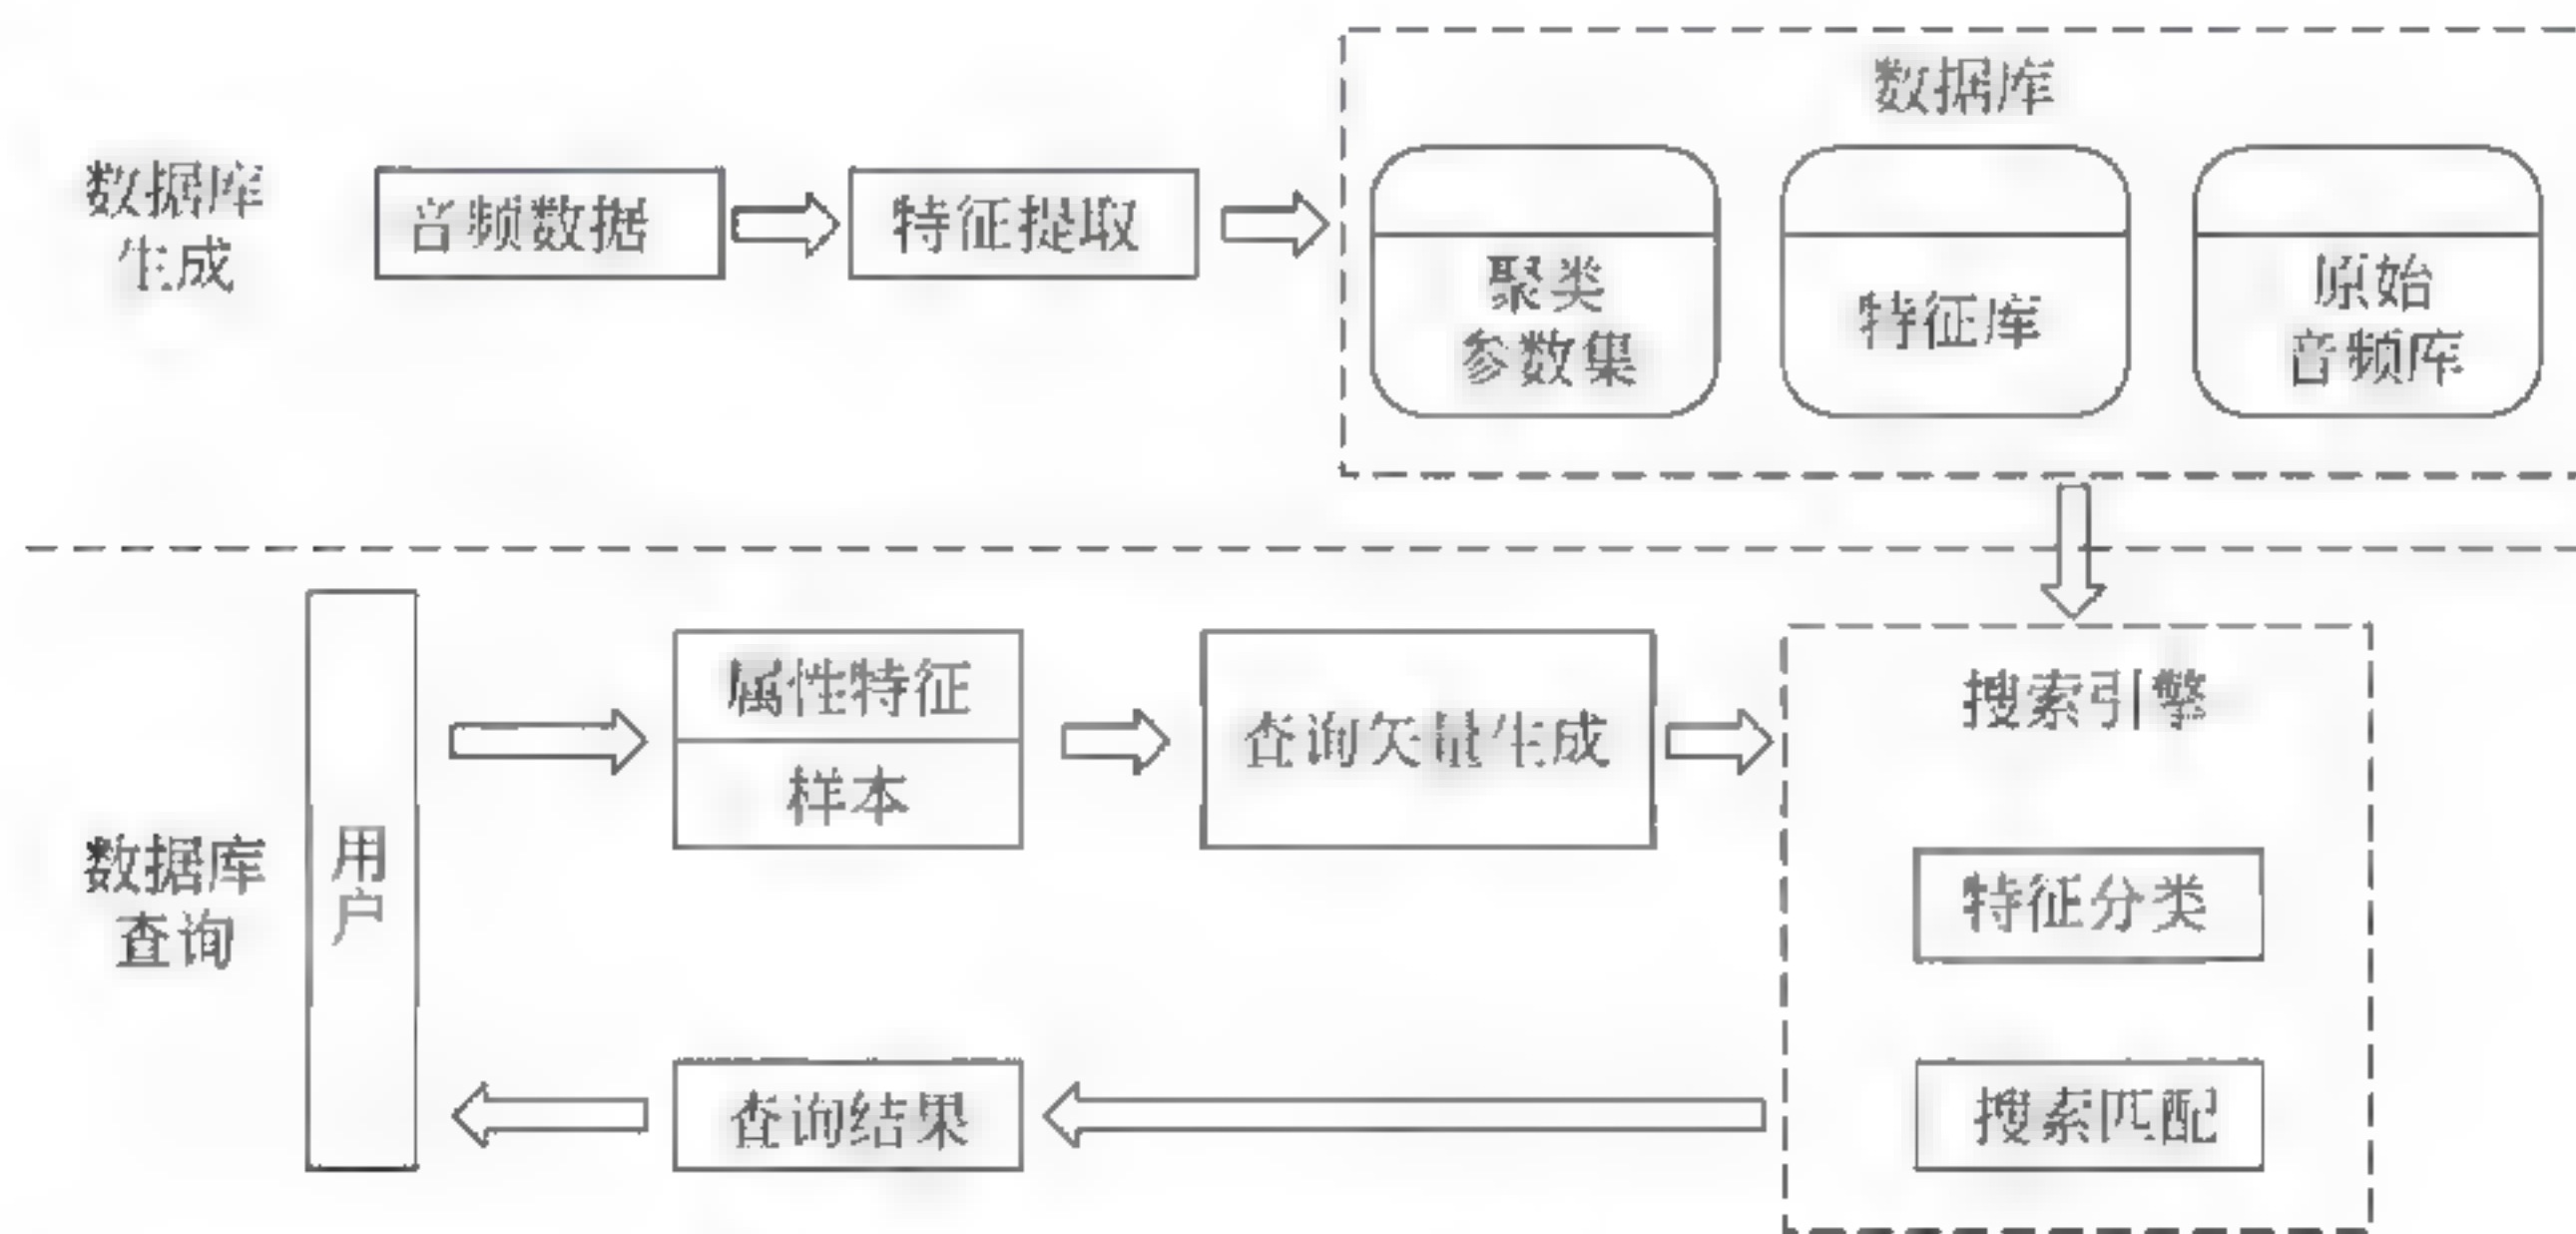 数据库
数据库
生成
音频数据
特征提取
聚类
参数集
特征库
原始
音频库
属性特征
样本
查询矢量生成
搜索引擎
数据库
查询
用
户
特征分类
查询结果
搜索匹配